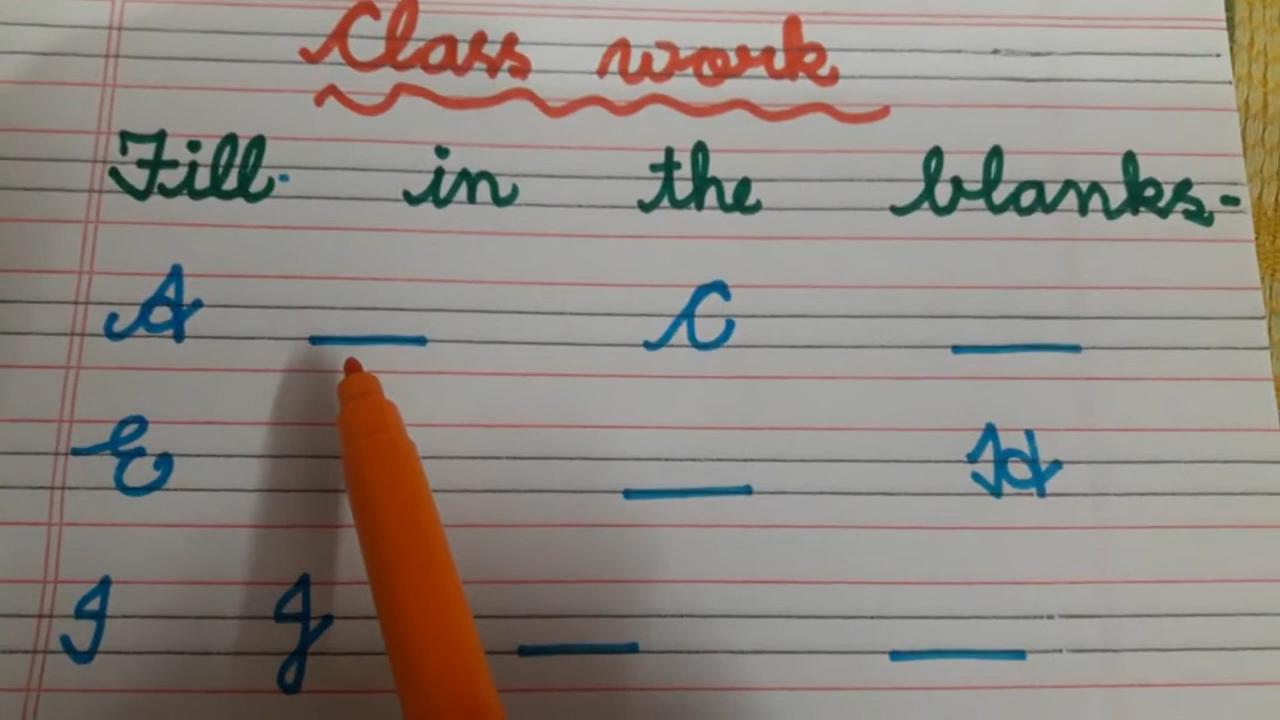 Class work
Fill in the blanks-
A ___ C ___
E ___ H
I J ___ ___